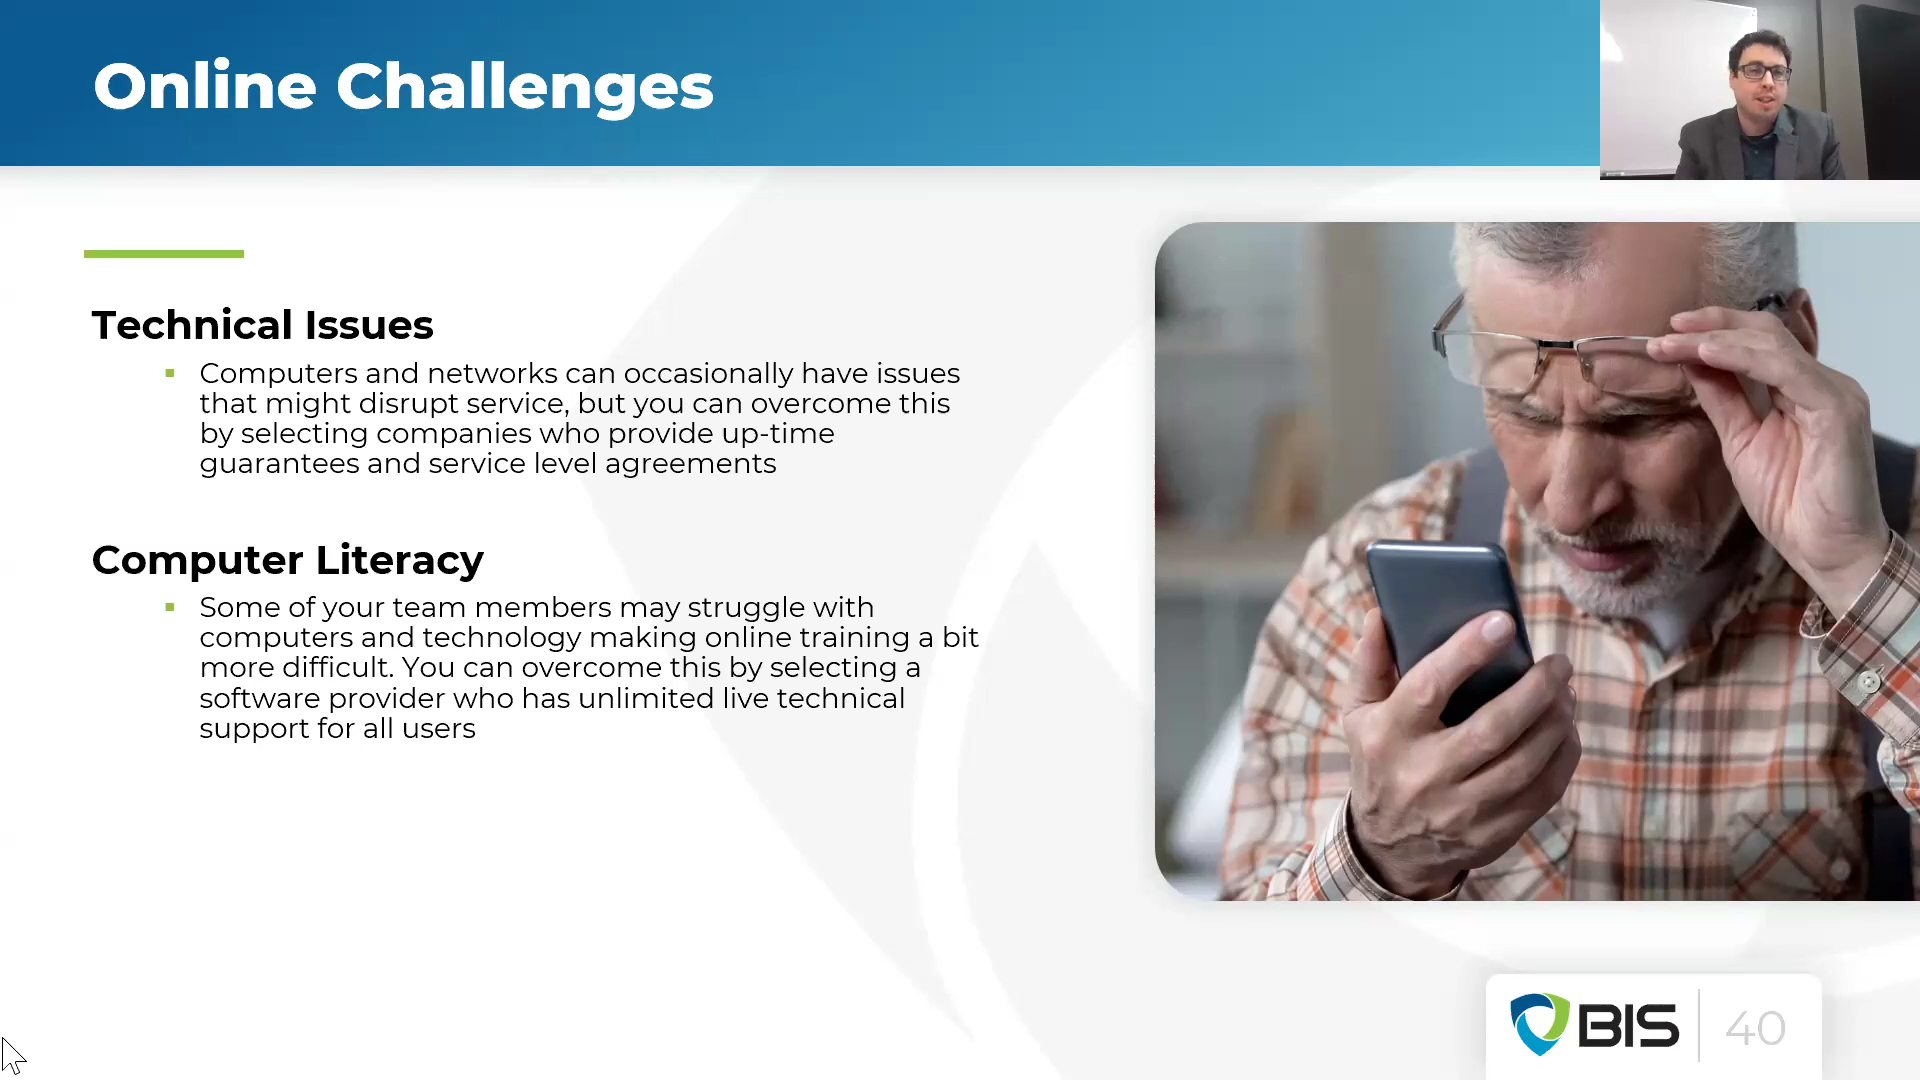 Online Challenges
Technical Issues
Computers and networks can occasionally have issues
that might disrupt service, but you can overcome this
by selecting companies who provide up-time
guarantees and service level agreements
Computer Literacy
Some of your team members may struggle with
computers and technology making online training a bit
more difficult. You can overcome this by selecting a
software provider who has unlimited live technical
support for all users
BIS
40